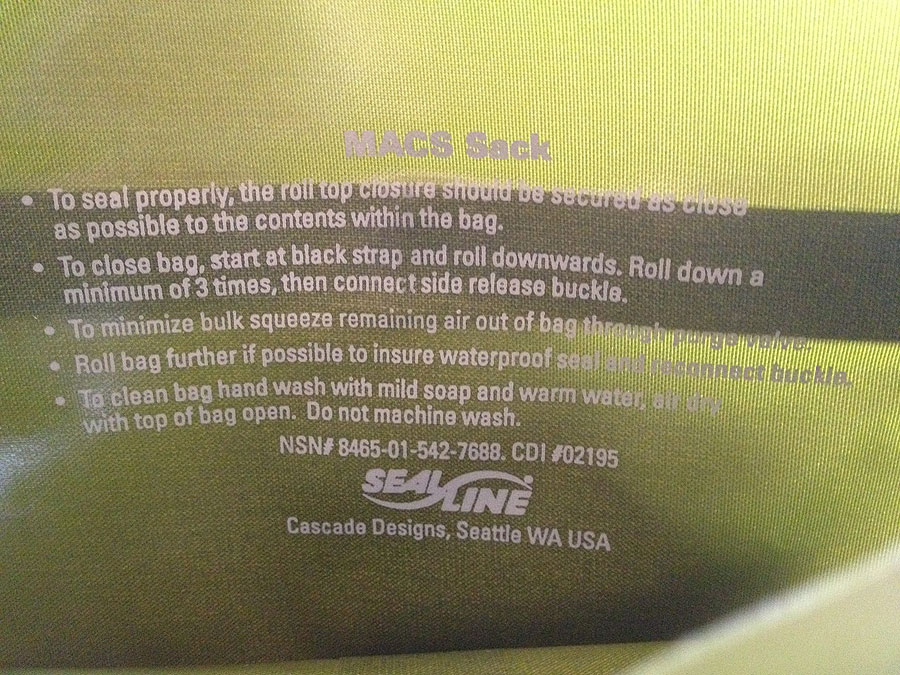 MACS Sack
• To seal properly, the roll top closure should be secured as close
as possible to the contents within the bag.
• To close bag, start at black strap and roll downwards. Roll down a
minimum of 3 times, then connect side release buckle.
• To minimize bulk squeeze remaining air out of bag through purge valve.
• Roll bag further if possible to insure waterproof seal and reconnect buckle.
• To clean bag hand wash with mild soap and warm water, air dry
with top of bag open. Do not machine wash.
NSN# 8465-01-542-7688. CDI #02195
SEAL LINE
Cascade Designs, Seattle WA USA